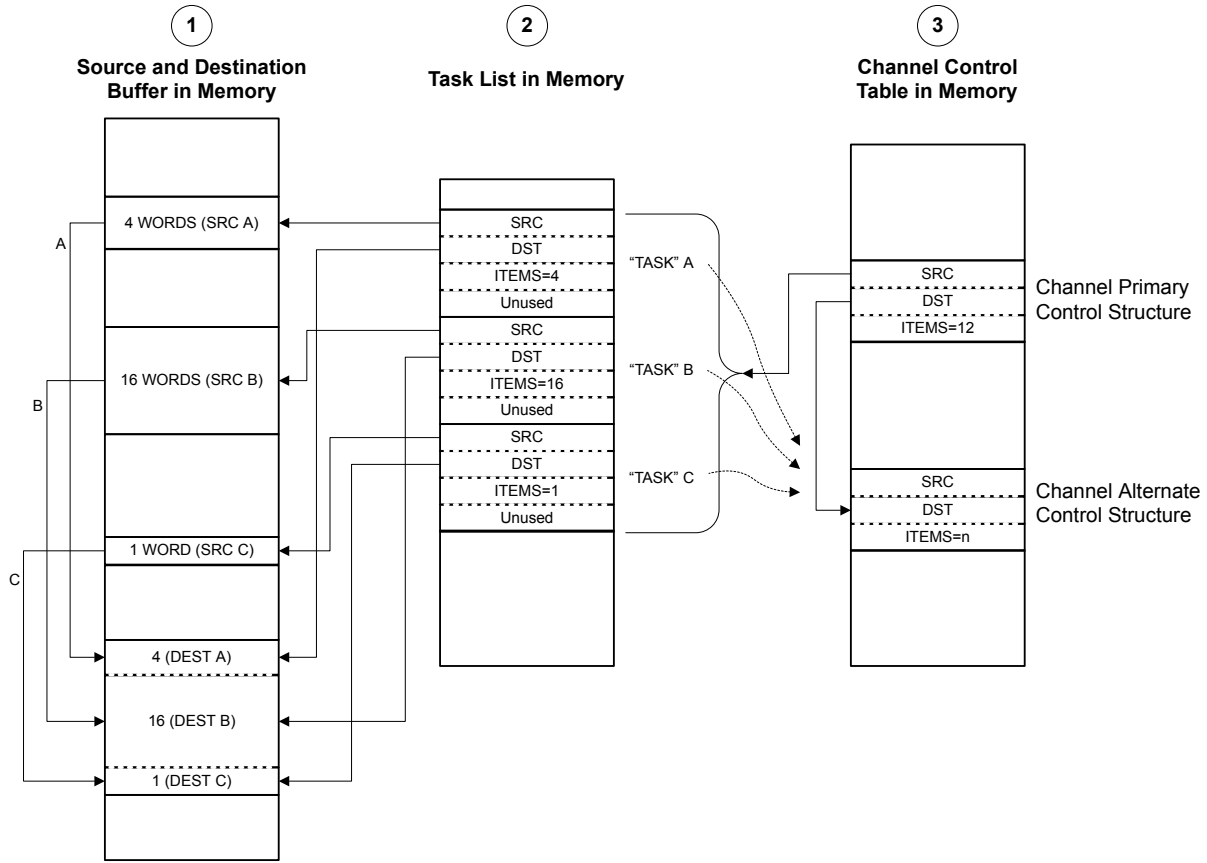 1
Source and Destination
Buffer in Memory
4 WORDS (SRC A)
A
16 WORDS (SRC B)
B
1 WORD (SRC C)
C
4 (DEST A)
16 (DEST B)
1 (DEST C)
2
Task List in Memory
SRC
DST
ITEMS=4
Unused
SRC
DST
ITEMS=16
Unused
SRC
DST
ITEMS=1
Unused
“TASK” A
“TASK” B
“TASK” C
3
Channel Control
Table in Memory
SRC
DST
ITEMS=12
Channel Primary
Control Structure
SRC
DST
ITEMS=n
Channel Alternate
Control Structure